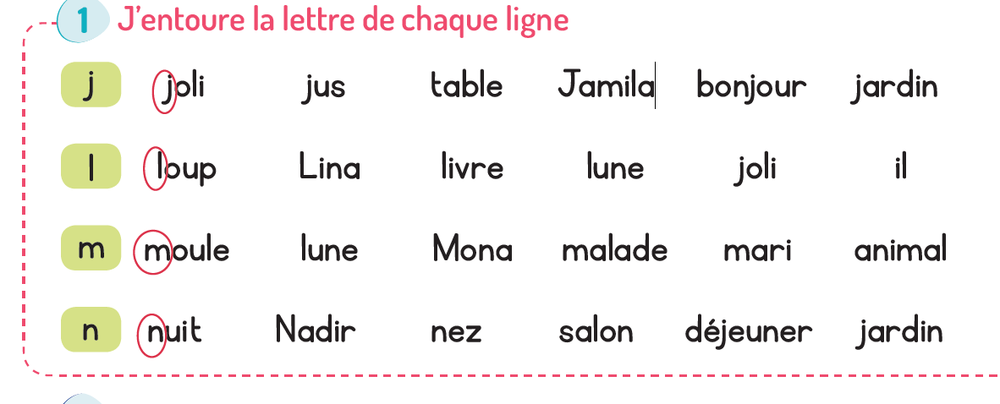 1 J'entoure la lettre de chaque ligne
j joli jus table Jamila bonjour jardin
l loup Lina livre lune joli il
m moule lune Mona malade mari animal
n nuit Nadir nez salon déjeuner jardin